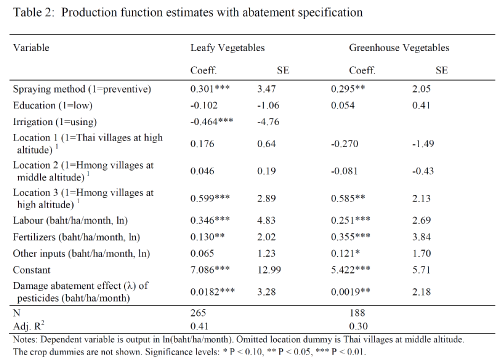 Table 2: Production function estimates with abatement specification
Variable Leafy Vegetables Greenhouse Vegetables
Coeff. SE Coeff. SE
Spraying method (1=preventive) 0.301*** 3.47 0.295** 2.05
Education (1=low) -0.102 -1.06 0.054 0.41
Irrigation (1=using) -0.464*** -4.76
Location 1 (1=Thai villages at high 0.176 0.64 -0.270 -1.49
altitude) 1
Location 2 (1=Hmong villages at 0.046 0.19 -0.081 -0.43
middle altitude) 1
Location 3 (1=Hmong villages at 0.599*** 2.89 0.585** 2.13
high altitude) 1
Labour (baht/ha/month, ln) 0.346*** 4.83 0.251*** 2.69
Fertilizers (baht/ha/month, ln) 0.130** 2.02 0.355*** 3.84
Other inputs (baht/ha/month, ln) 0.065 1.23 0.121* 1.70
Constant 7.086*** 12.99 5.422*** 5.71
Damage abatement effect (λ) of 0.0182*** 3.28 0.0019** 2.18
pesticides (baht/ha/month)
N 265 188
Adj. R2 0.41 0.30
Notes: Dependent variable is output in ln(baht/ha/month). Omitted location dummy is Thai villages at middle altitude.
The crop dummies are not shown. Significance levels: * P < 0.10, ** P < 0.05, *** P < 0.01.